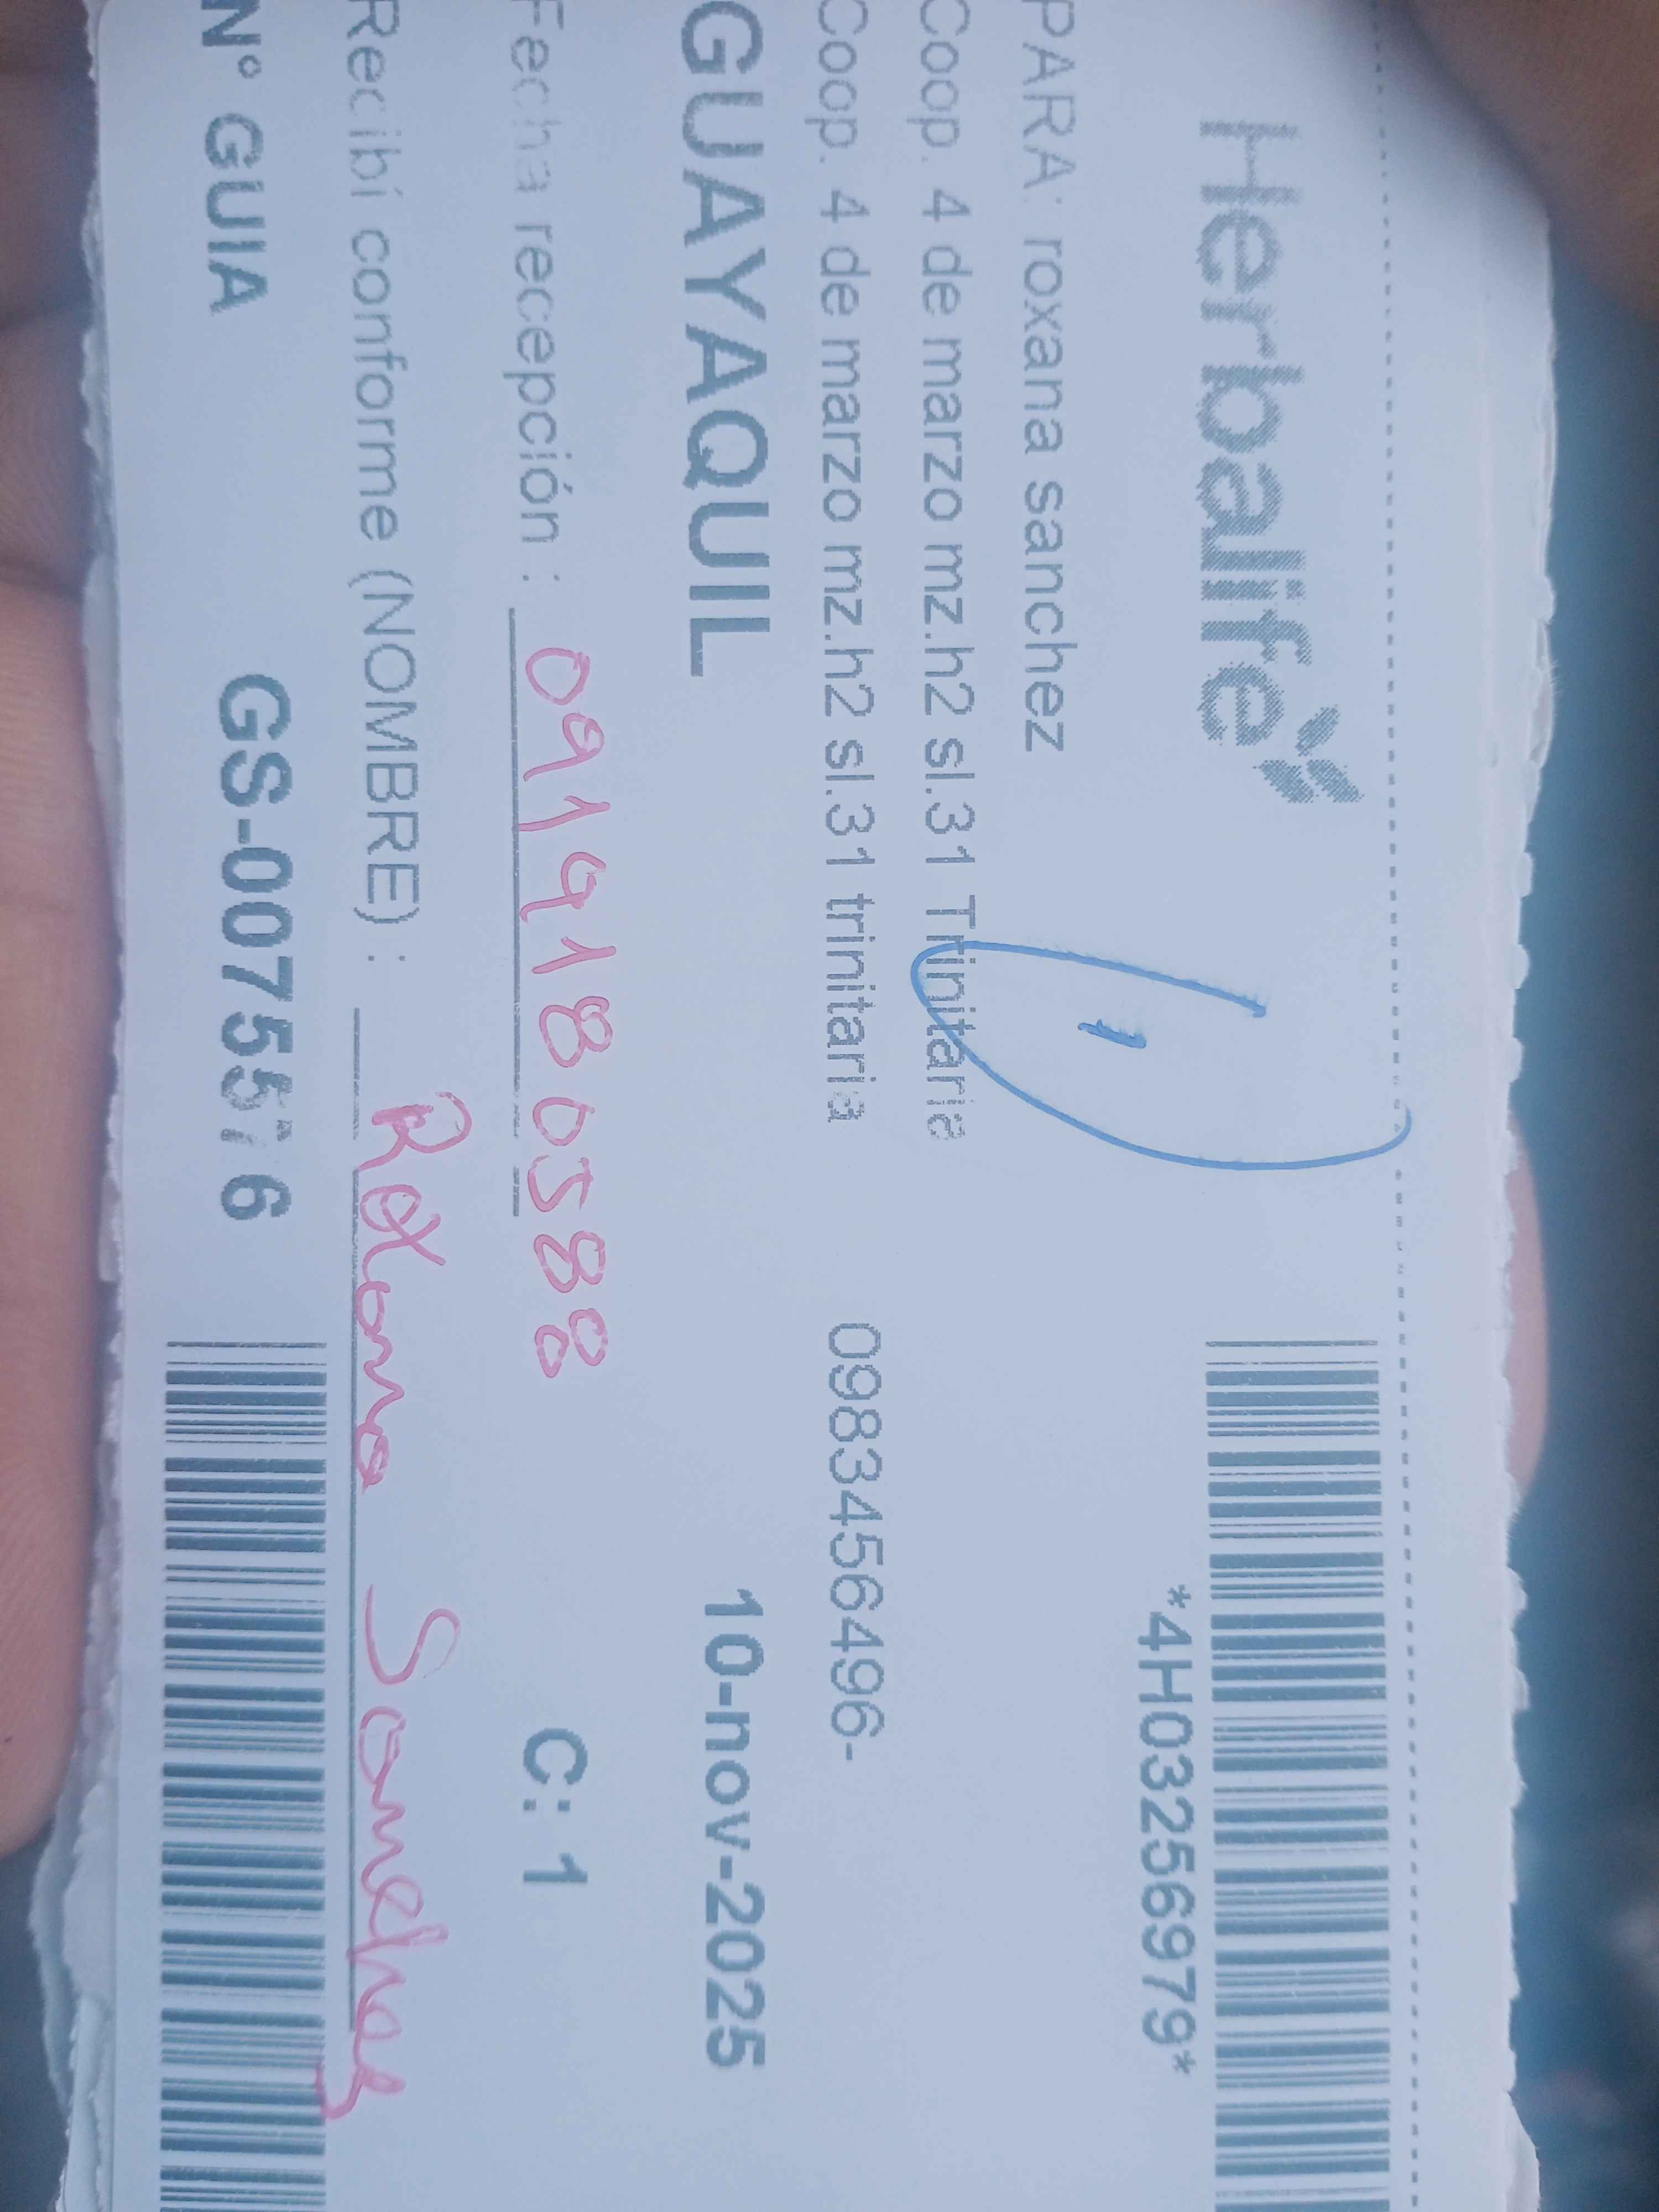 Herbalife
*4H03256979*
PARA: roxana sanchez
Coop. 4 de marzo mz.h2 sl.31 Trinitaria
Coop. 4 de marzo mz.h2 sl.31 trinitaria 0983456496-
GUAYAQUIL 10-nov-2025
Fecha recepción : 0919180588 C: 1
Recibí conforme (NOMBRE) : Roxana Sanchez
N° GUIA